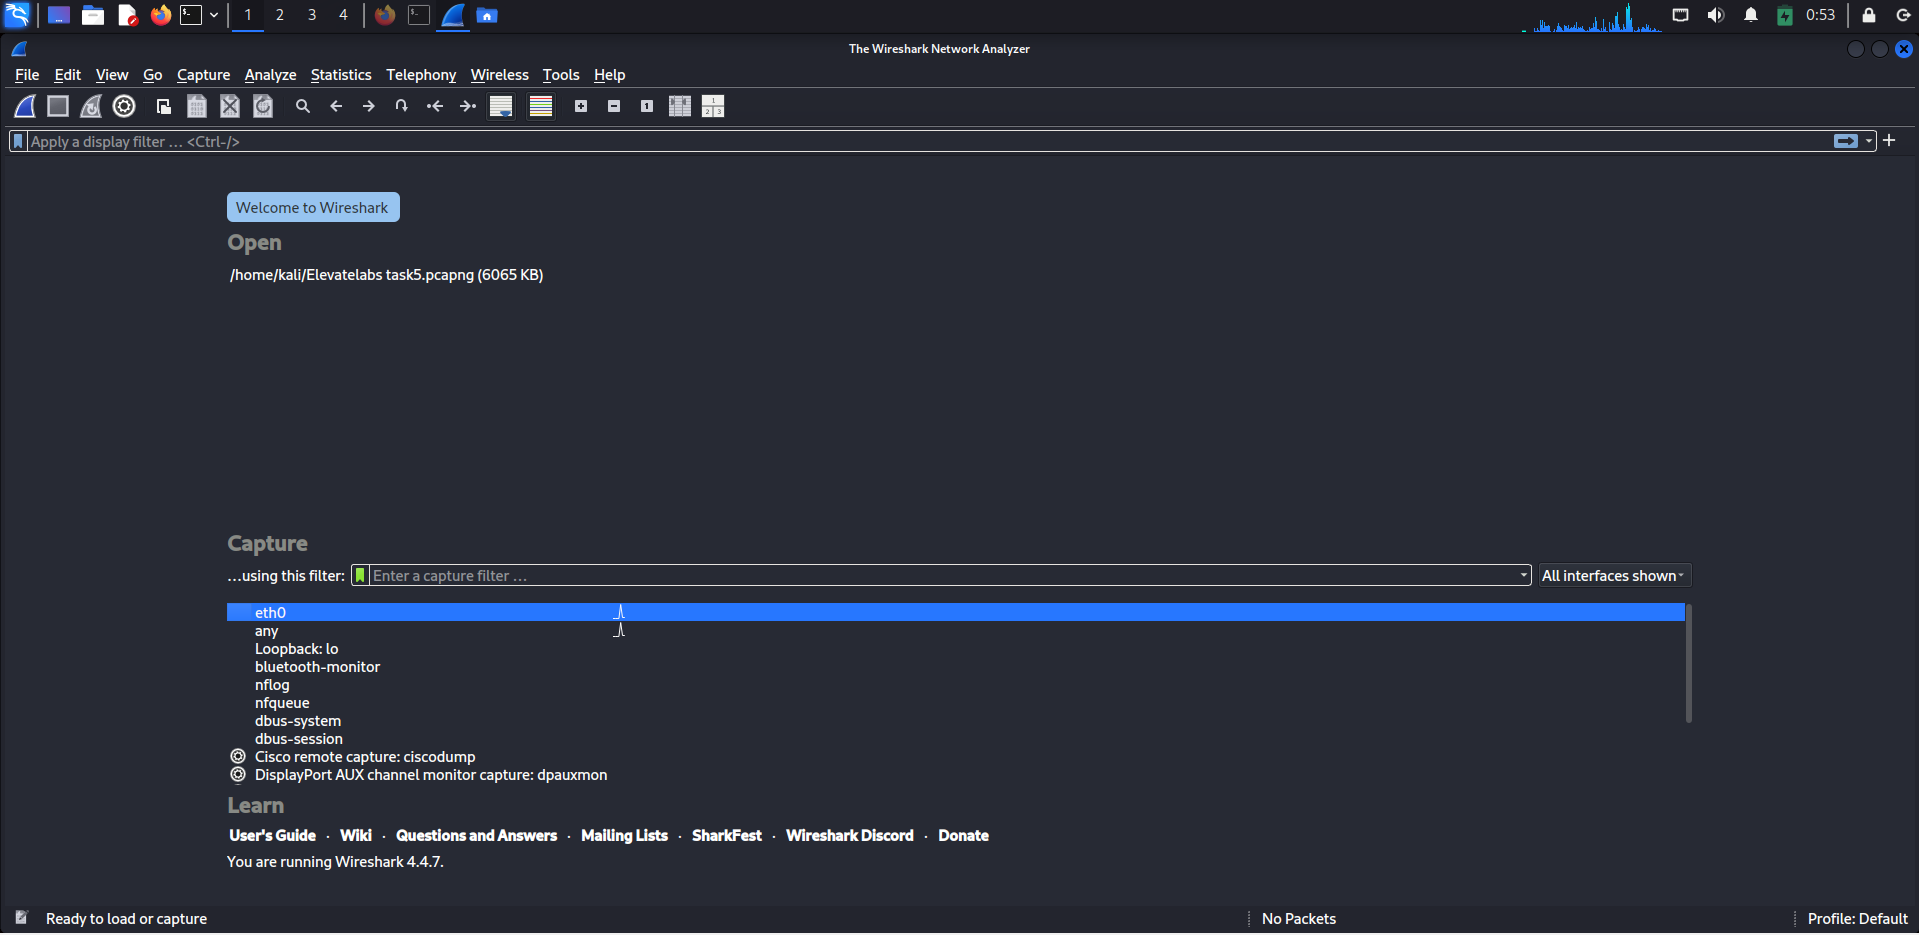 1 2 3 4 0:53
The Wireshark Network Analyzer
File Edit View Go Capture Analyze Statistics Telephony Wireless Tools Help
Apply a display filter … <Ctrl-/>
Welcome to Wireshark
Open
/home/kali/Elevatelabs task5.pcapng (6065 KB)
Capture
…using this filter: Enter a capture filter … All interfaces shown
eth0
any
Loopback: lo
bluetooth-monitor
nflog
nfqueue
dbus-system
dbus-session
Cisco remote capture: ciscodump
DisplayPort AUX channel monitor capture: dpauxmon
Learn
User's Guide · Wiki · Questions and Answers · Mailing Lists · SharkFest · Wireshark Discord · Donate
You are running Wireshark 4.4.7.
Ready to load or capture No Packets Profile: Default